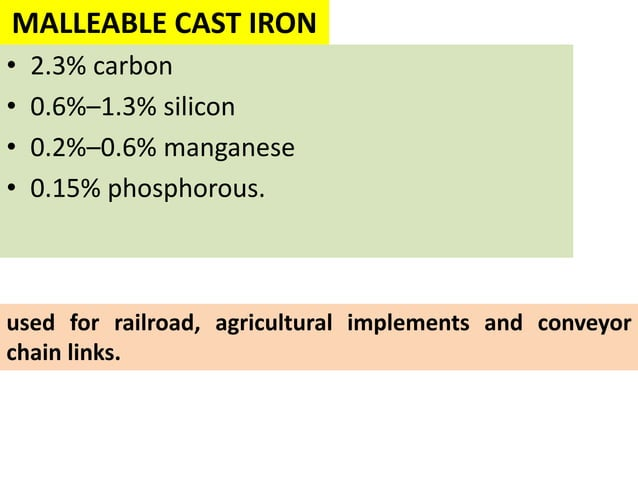 MALLEABLE CAST IRON
• 2.3% carbon
• 0.6%–1.3% silicon
• 0.2%–0.6% manganese
• 0.15% phosphorous.
used for railroad, agricultural implements and conveyor
chain links.